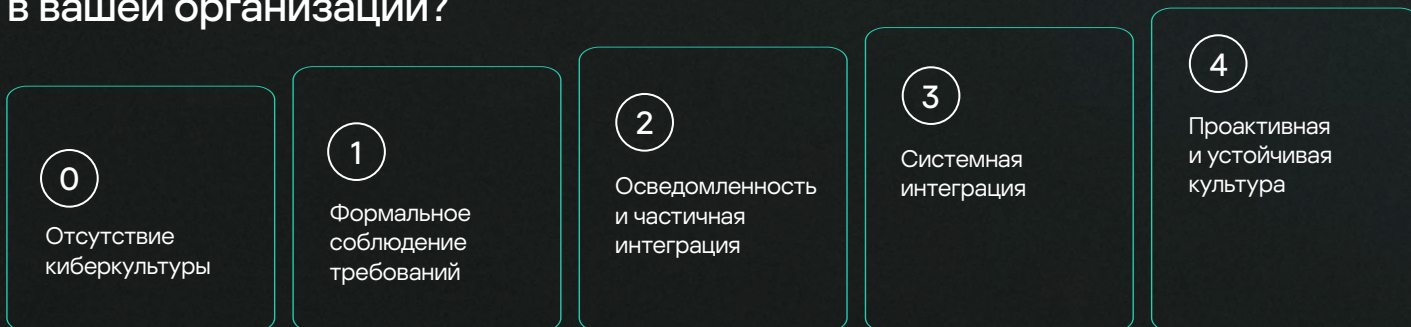 в вашей организации?
0
Отсутствие
киберкультуры
1
Формальное
соблюдение
требований
2
Осведомленность
и частичная
интеграция
3
Системная
интеграция
4
Проактивная
и устойчивая
культура